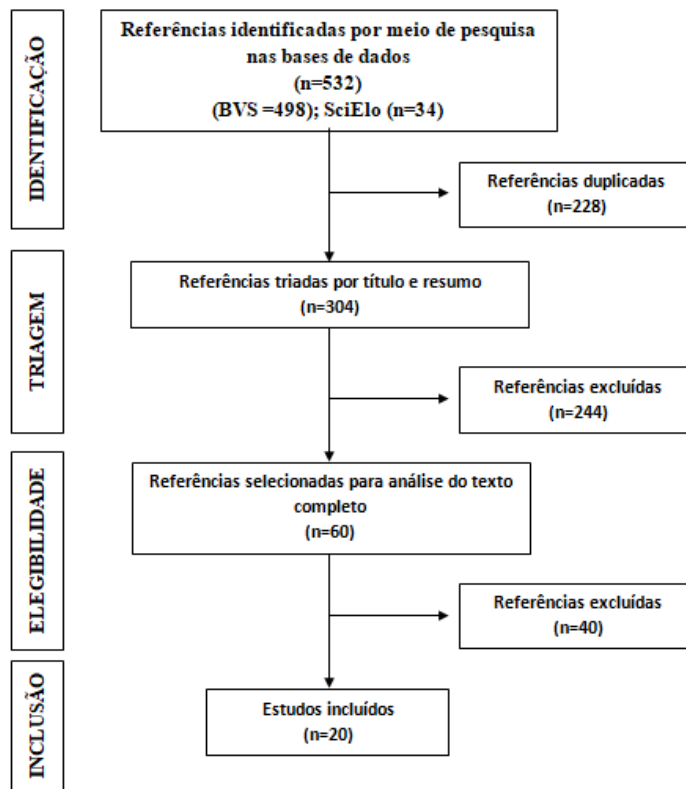 Referências identificadas por meio de pesquisa
nas bases de dados
(n=532)
(BVS =498); SciElo (n=34)
IDENTIFICAÇÃO
Referências duplicadas
(n=228)
Referências triadas por título e resumo
(n=304)
TRIAGEM
Referências excluídas
(n=244)
Referências selecionadas para análise do texto
completo
(n=60)
ELEGIBILIDADE
Referências excluídas
(n=40)
Estudos incluídos
(n=20)
INCLUSÃO